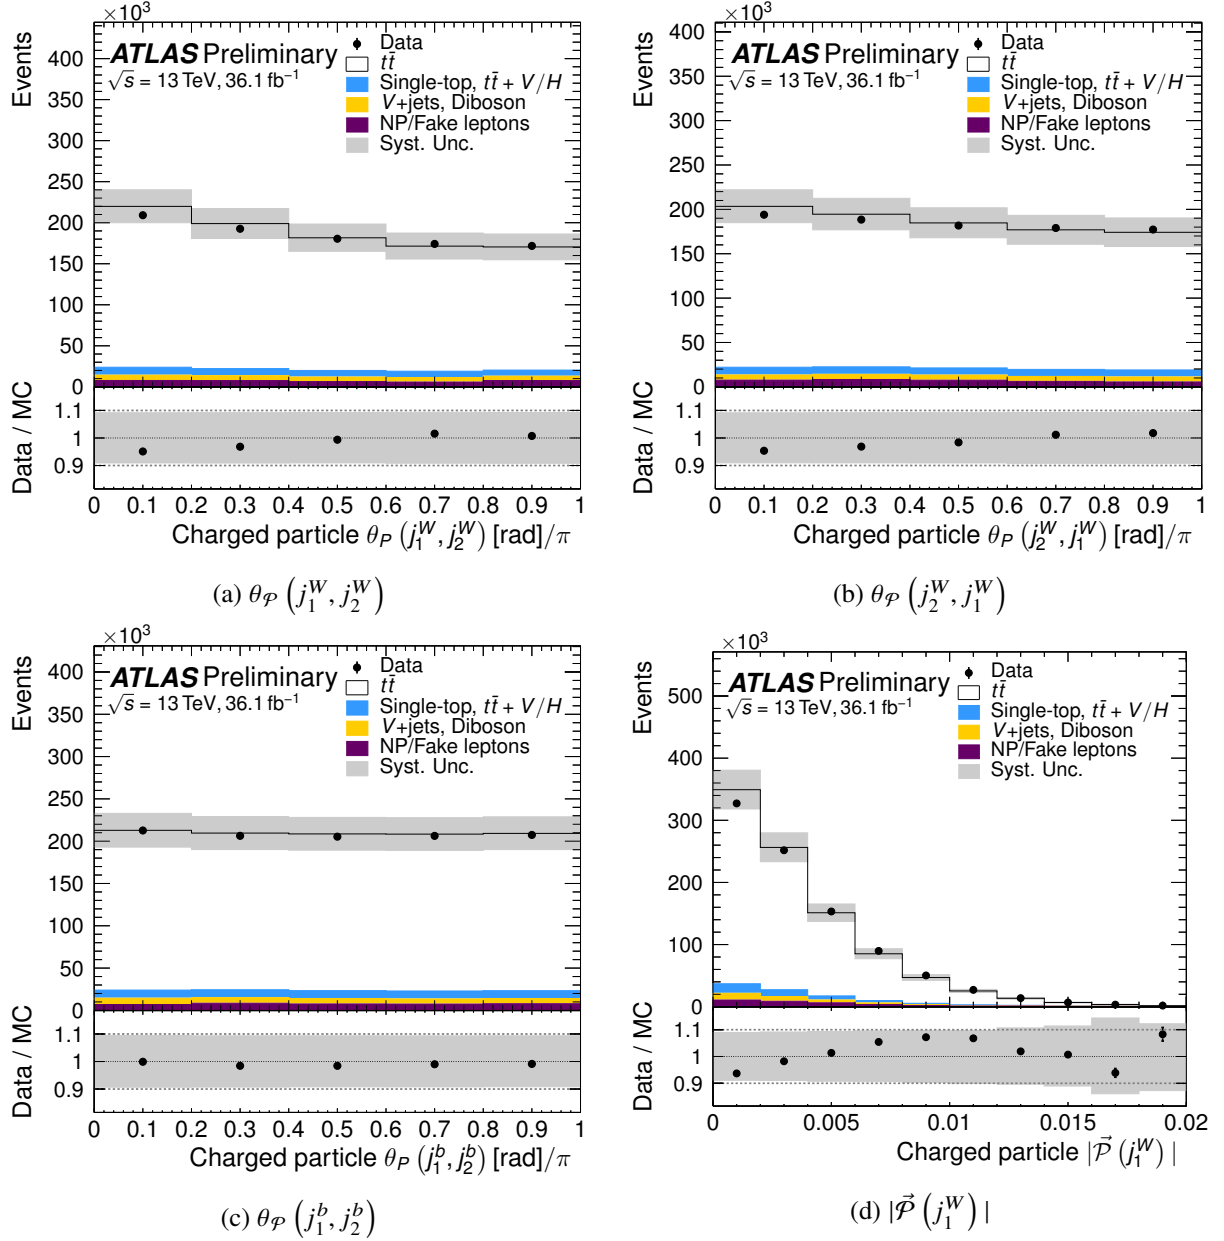 ×10³
Events
400
350
300
250
200
150
100
50
0
ATLAS Preliminary
√s = 13 TeV, 36.1 fb⁻¹
Data
tt̄
Single-top, tt̄ + V/H
V+jets, Diboson
NP/Fake leptons
Syst. Unc.
Data / MC
1.1
1
0.9
0 0.1 0.2 0.3 0.4 0.5 0.6 0.7 0.8 0.9 1
Charged particle θ_P (j₁^W, j₂^W) [rad]/π
(a) θ_𝒫 (j₁^W, j₂^W)
×10³
Events
400
350
300
250
200
150
100
50
0
ATLAS Preliminary
√s = 13 TeV, 36.1 fb⁻¹
Data
tt̄
Single-top, tt̄ + V/H
V+jets, Diboson
NP/Fake leptons
Syst. Unc.
Data / MC
1.1
1
0.9
0 0.1 0.2 0.3 0.4 0.5 0.6 0.7 0.8 0.9 1
Charged particle θ_P (j₂^W, j₁^W) [rad]/π
(b) θ_𝒫 (j₂^W, j₁^W)
×10³
Events
400
350
300
250
200
150
100
50
0
ATLAS Preliminary
√s = 13 TeV, 36.1 fb⁻¹
Data
tt̄
Single-top, tt̄ + V/H
V+jets, Diboson
NP/Fake leptons
Syst. Unc.
Data / MC
1.1
1
0.9
0 0.1 0.2 0.3 0.4 0.5 0.6 0.7 0.8 0.9 1
Charged particle θ_P (j₁^b, j₂^b) [rad]/π
(c) θ_𝒫 (j₁^b, j₂^b)
×10³
Events
500
400
300
200
100
0
ATLAS Preliminary
√s = 13 TeV, 36.1 fb⁻¹
Data
tt̄
Single-top, tt̄ + V/H
V+jets, Diboson
NP/Fake leptons
Syst. Unc.
Data / MC
1.1
1
0.9
0 0.005 0.01 0.015 0.02
Charged particle |𝒫⃗ (j₁^W) |
(d) |𝒫⃗ (j₁^W) |